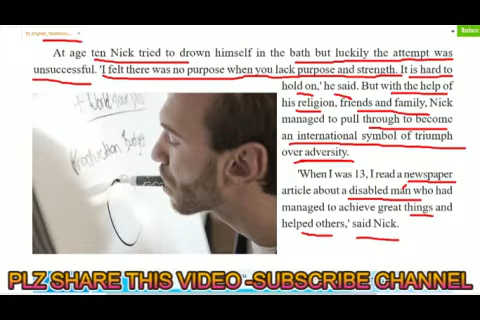 At age ten Nick tried to drown himself in the bath but luckily the attempt was
unsuccessful. 'I felt there was no purpose when you lack purpose and strength. It is hard to
hold on,' he said. But with the help of
his religion, friends and family, Nick
managed to pull through to become
an international symbol of triumph
over adversity.
'When I was 13, I read a newspaper
article about a disabled man who had
managed to achieve great things and
helped others,' said Nick.
World
Production
PLZ SHARE THIS VIDEO -SUBSCRIBE CHANNEL